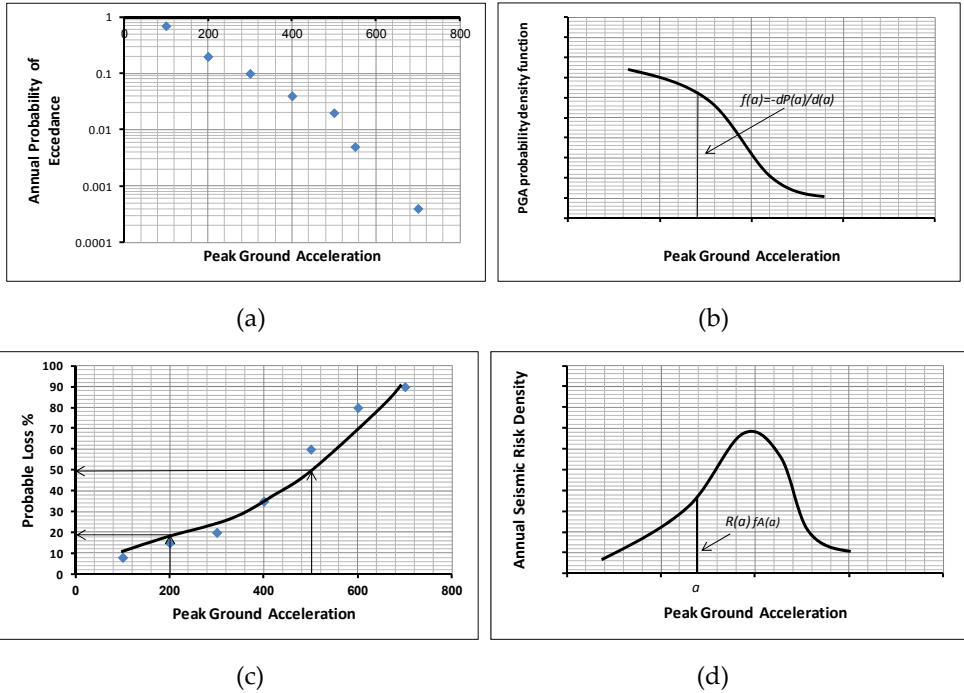 1
0.1
0.01
0.001
0.0001
0
200
400
600
800
Annual Probability of
Eccedance
Peak Ground Acceleration
(a)
PGA probability density function
f(a)=-dP(a)/d(a)
Peak Ground Acceleration
(b)
100
90
80
70
60
50
40
30
20
10
0
0
200
400
600
800
Probable Loss %
Peak Ground Acceleration
(c)
Annual Seismic Risk Density
R(a) fA(a)
a
Peak Ground Acceleration
(d)